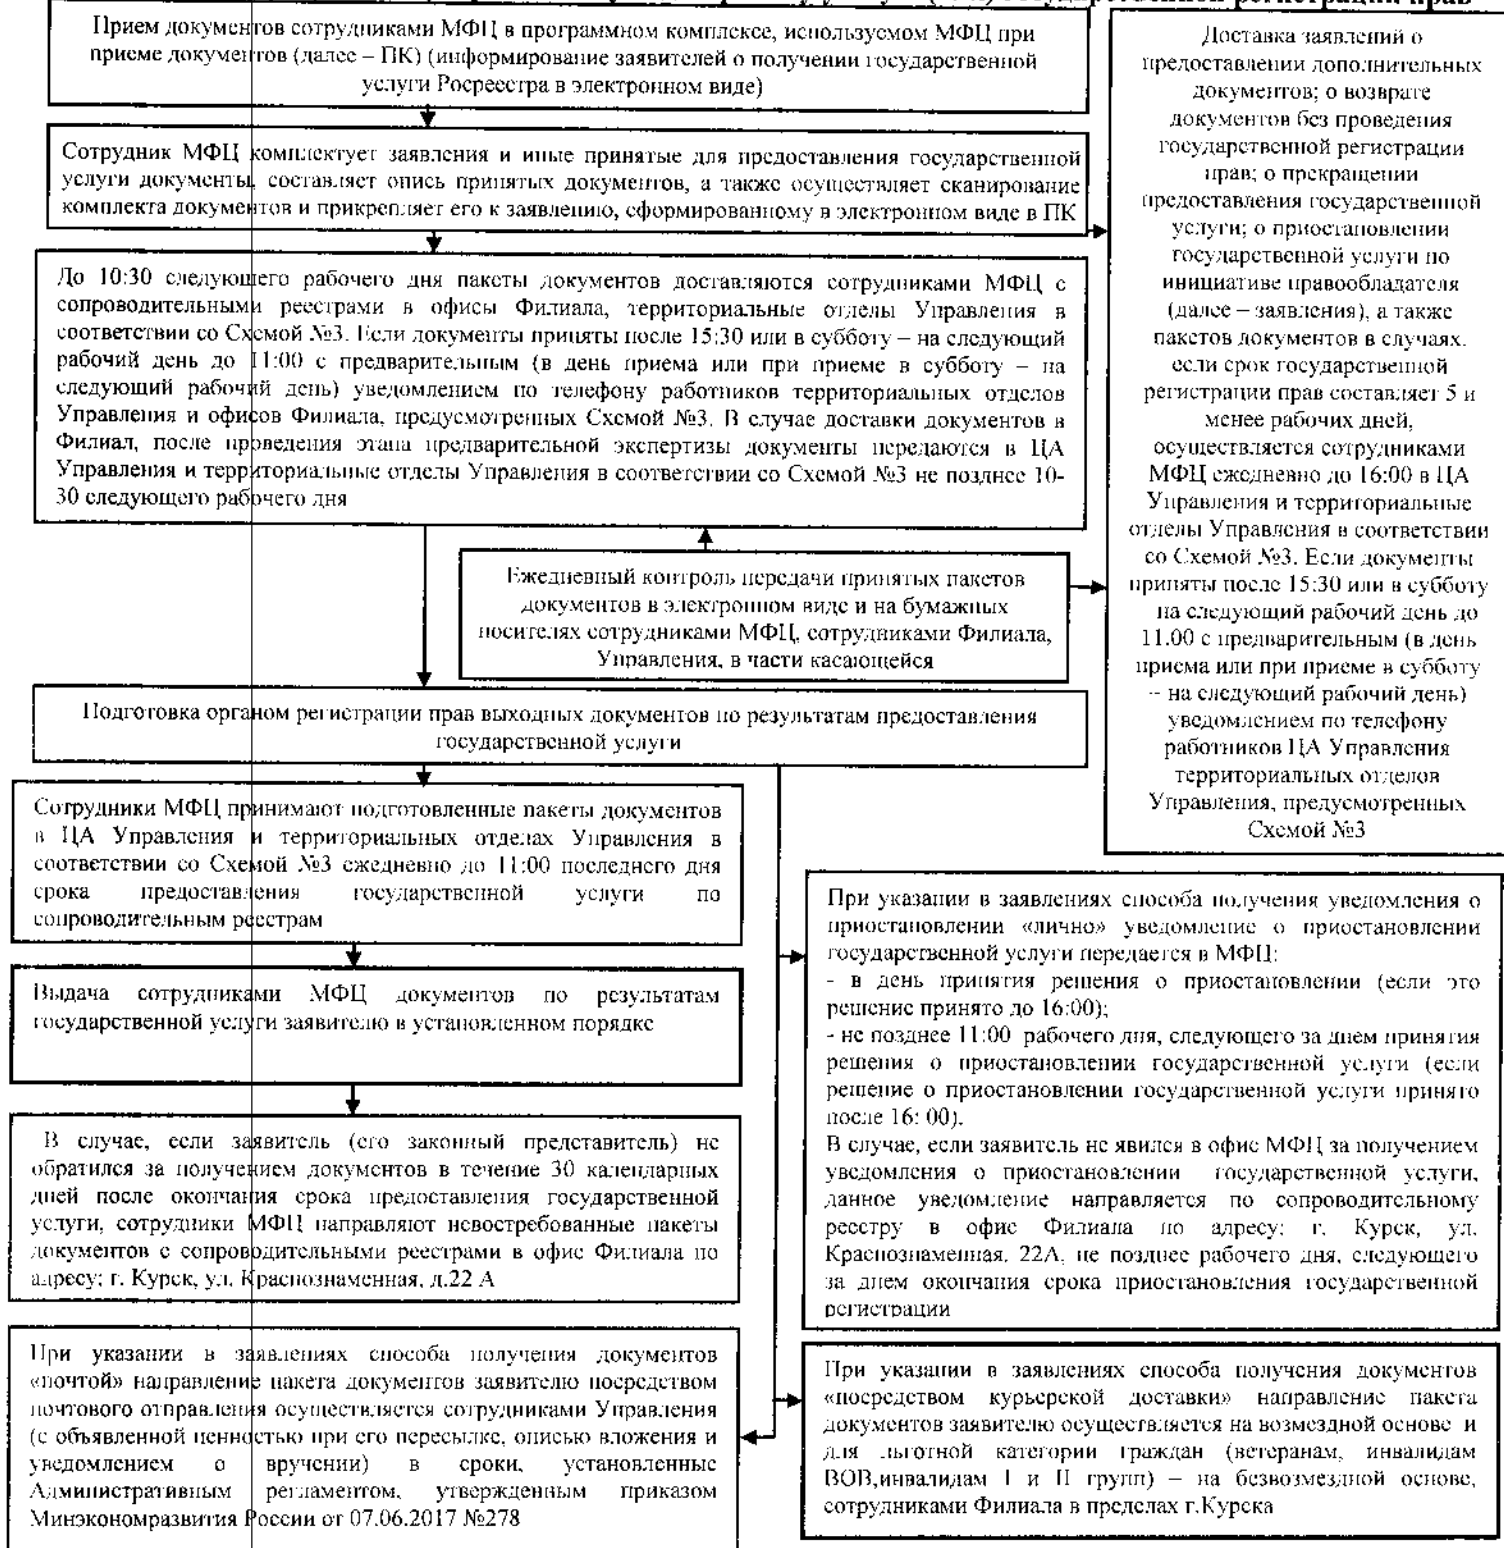 государственной регистрации прав
Прием документов сотрудниками МФЦ в программном комплексе, используемом МФЦ при
приеме документов (далее – ПК) (информирование заявителей о получении государственной
услуги Росреестра в электронном виде)
Сотрудник МФЦ комплектует заявления и иные принятые для предоставления государственной
услуги документы, составляет опись принятых документов, а также осуществляет сканирование
комплекта документов и прикрепляет его к заявлению, сформированному в электронном виде в ПК
До 10:30 следующего рабочего дня пакеты документов доставляются сотрудниками МФЦ с
сопроводительными реестрами в офисы Филиала, территориальные отделы Управления в
соответствии со Схемой №3. Если документы приняты после 15:30 или в субботу – на следующий
рабочий день до 11:00 с предварительным (в день приема или при приеме в субботу – на
следующий рабочий день) уведомлением по телефону работников территориальных отделов
Управления и офисов Филиала, предусмотренных Схемой №3. В случае доставки документов в
Филиал, после проведения этапа предварительной экспертизы документы передаются в ЦА
Управления и территориальные отделы Управления в соответствии со Схемой №3 не позднее 10-
30 следующего рабочего дня
Ежедневный контроль передачи принятых пакетов
документов в электронном виде и на бумажных
носителях сотрудниками МФЦ, сотрудниками Филиала,
Управления, в части касающейся
Подготовка органом регистрации прав выходных документов по результатам предоставления
государственной услуги
Сотрудники МФЦ принимают подготовленные пакеты документов
в ЦА Управления и территориальных отделах Управления в
соответствии со Схемой №3 ежедневно до 11:00 последнего дня
срока предоставления государственной услуги по
сопроводительным реестрам
Выдача сотрудниками МФЦ документов по результатам
государственной услуги заявителю в установленном порядке
В случае, если заявитель (его законный представитель) не
обратился за получением документов в течение 30 календарных
дней после окончания срока предоставления государственной
услуги, сотрудники МФЦ направляют невостребованные пакеты
документов с сопроводительными реестрами в офис Филиала по
адресу: г. Курск, ул. Краснознаменная, д.22 А
При указании в заявлениях способа получения документов
«почтой» направление пакета документов заявителю посредством
почтового отправления осуществляется сотрудниками Управления
(с объявленной ценностью при его пересылке, описью вложения и
уведомлением о вручении) в сроки, установленные
Административным регламентом, утвержденным приказом
Минэкономразвития России от 07.06.2017 №278
Доставка заявлений о
предоставлении дополнительных
документов; о возврате
документов без проведения
государственной регистрации
прав; о прекращении
предоставления государственной
услуги; о приостановлении
государственной услуги по
инициативе правообладателя
(далее – заявления), а также
пакетов документов в случаях,
если срок государственной
регистрации прав составляет 5 и
менее рабочих дней,
осуществляется сотрудниками
МФЦ ежедневно до 16:00 в ЦА
Управления и территориальные
отделы Управления в соответствии
со Схемой №3. Если документы
приняты после 15:30 или в субботу
на следующий рабочий день до
11.00 с предварительным (в день
приема или при приеме в субботу
– на следующий рабочий день)
уведомлением по телефону
работников ЦА Управления
территориальных отделов
Управления, предусмотренных
Схемой №3
При указании в заявлениях способа получения уведомления о
приостановлении «лично» уведомление о приостановлении
государственной услуги передается в МФЦ:
- в день принятия решения о приостановлении (если это
решение принято до 16:00);
- не позднее 11:00 рабочего дня, следующего за днем принятия
решения о приостановлении государственной услуги (если
решение о приостановлении государственной услуги принято
после 16: 00).
В случае, если заявитель не явился в офис МФЦ за получением
уведомления о приостановлении государственной услуги,
данное уведомление направляется по сопроводительному
реестру в офис Филиала по адресу: г. Курск, ул.
Краснознаменная, 22А, не позднее рабочего дня, следующего
за днем окончания срока приостановления государственной
регистрации
При указании в заявлениях способа получения документов
«посредством курьерской доставки» направление пакета
документов заявителю осуществляется на возмездной основе и
для льготной категории граждан (ветеранам, инвалидам
ВОВ,инвалидам I и II групп) – на безвозмездной основе,
сотрудниками Филиала в пределах г.Курска